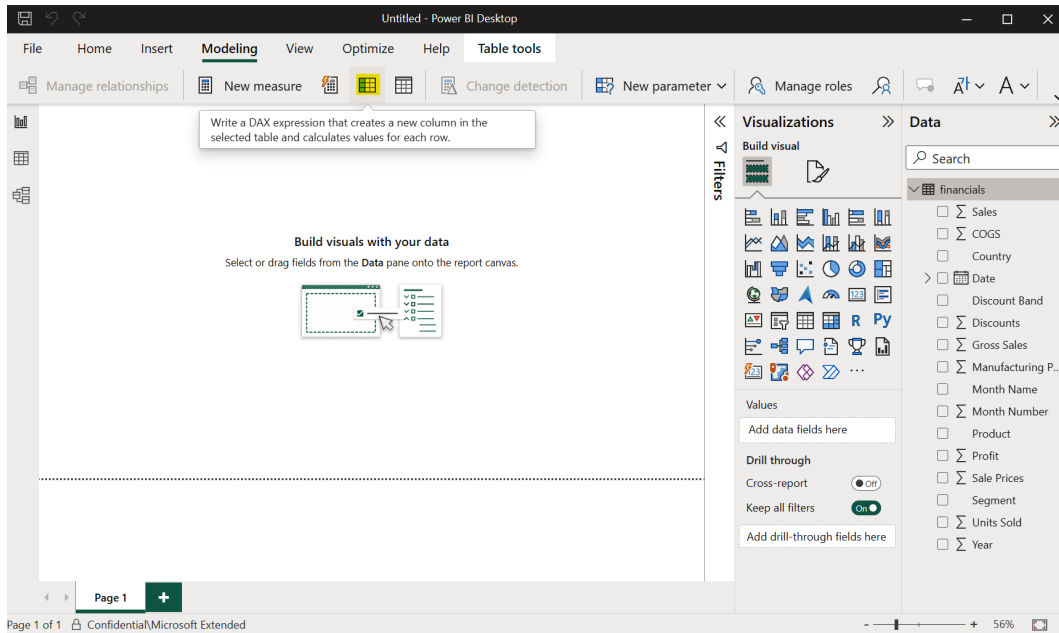 Untitled - Power BI Desktop
File Home Insert Modeling View Optimize Help Table tools
Manage relationships New measure Change detection New parameter Manage roles
Write a DAX expression that creates a new column in the
selected table and calculates values for each row.
Build visuals with your data
Select or drag fields from the Data pane onto the report canvas.
Filters
Visualizations
Build visual
123
R
Py
123
Values
Add data fields here
Drill through
Cross-report Off
Keep all filters On
Add drill-through fields here
Data
Search
financials
Sales
COGS
Country
Date
Discount Band
Discounts
Gross Sales
Manufacturing P...
Month Name
Month Number
Product
Profit
Sale Prices
Segment
Units Sold
Year
Page 1
Page 1 of 1 Confidential\Microsoft Extended
- + 56%